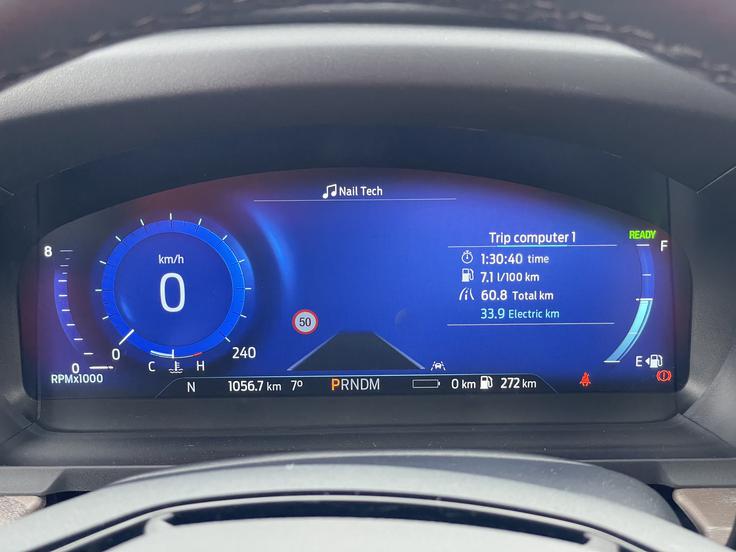 Nail Tech
Trip computer 1
READY
1:30:40 time
F
7.1 l/100 km
60.8 Total km
33.9 Electric km
8
km/h
0
50
0
240
0
C H
E
RPMx1000
N 1056.7 km 7° PRNDM 0 km 272 km